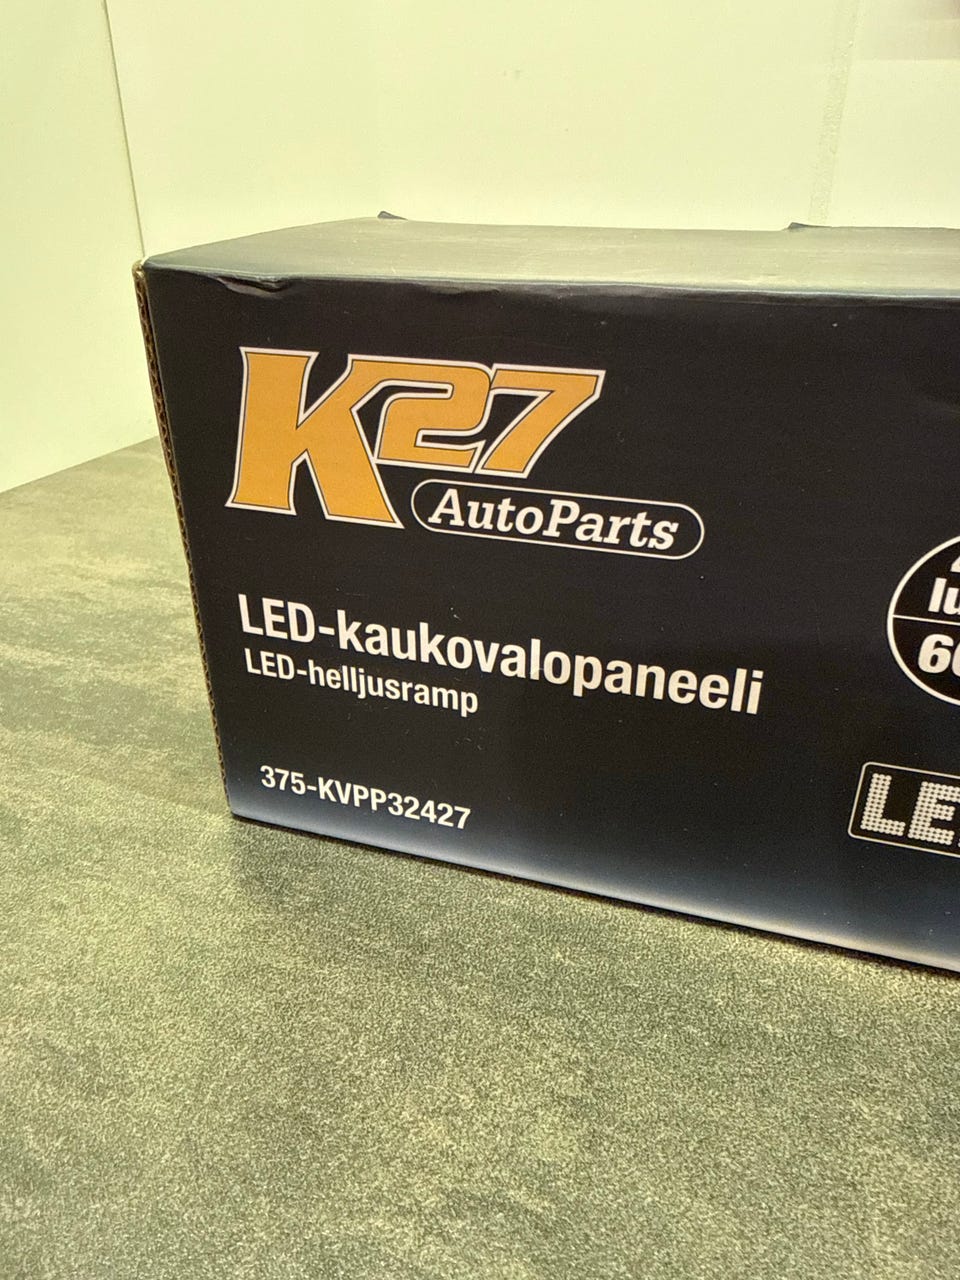 K27
AutoParts
LED-kaukovalopaneeli
LED-helljusramp
375-KVPP32427